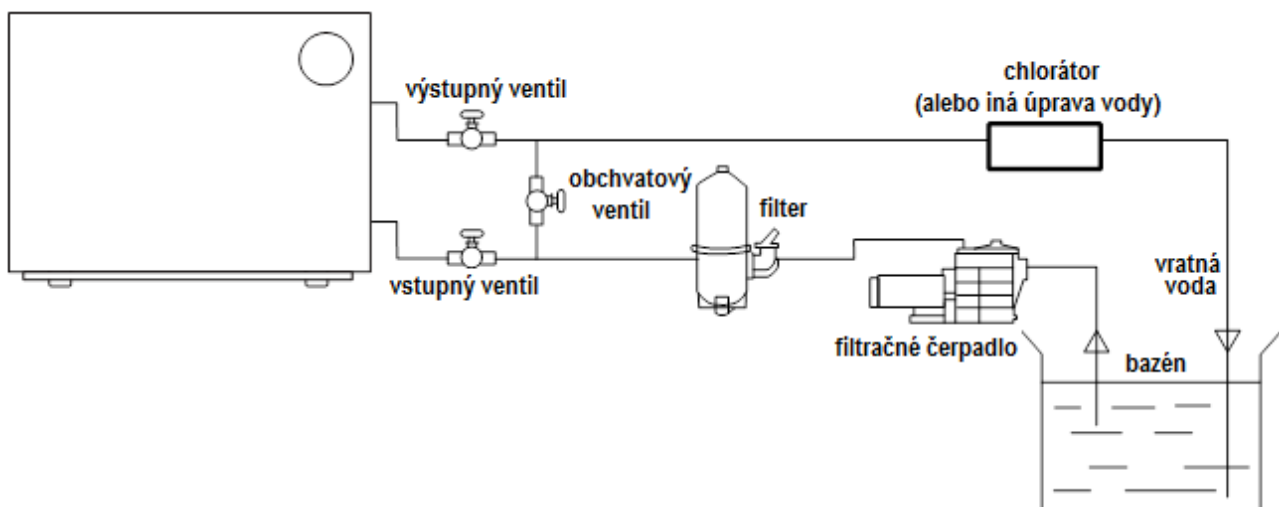 výstupný ventil
chlorátor
(alebo iná úprava vody)
obchvatový
ventil
filter
vstupný ventil
vratná
voda
filtračné čerpadlo
bazén